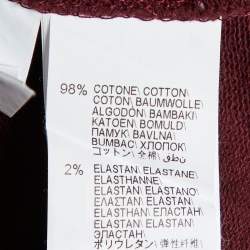 98% COTONE\ COTTON\
COTON\ BAUMWOLLE\
ALGODÓN\ BAMBAKI\
KATOEN\ BOMULD\
ПАМУК\ BAVLNA\
BUMBAC\ ХЛОПОК\
コットン\ 全棉\ قطن\
2% ELASTAN\ ELASTANE\
ELASTHANNE\
ELASTAN\ ELASTANO\
ΕΛΑΣΤΑΝ\ ELASTAN\
ELASTHAN\ ЕЛАСТАН\
ELASTAN\ ELASTAN\
ЭЛАСТАН\
ポリウレタン\ 弹性纤维\